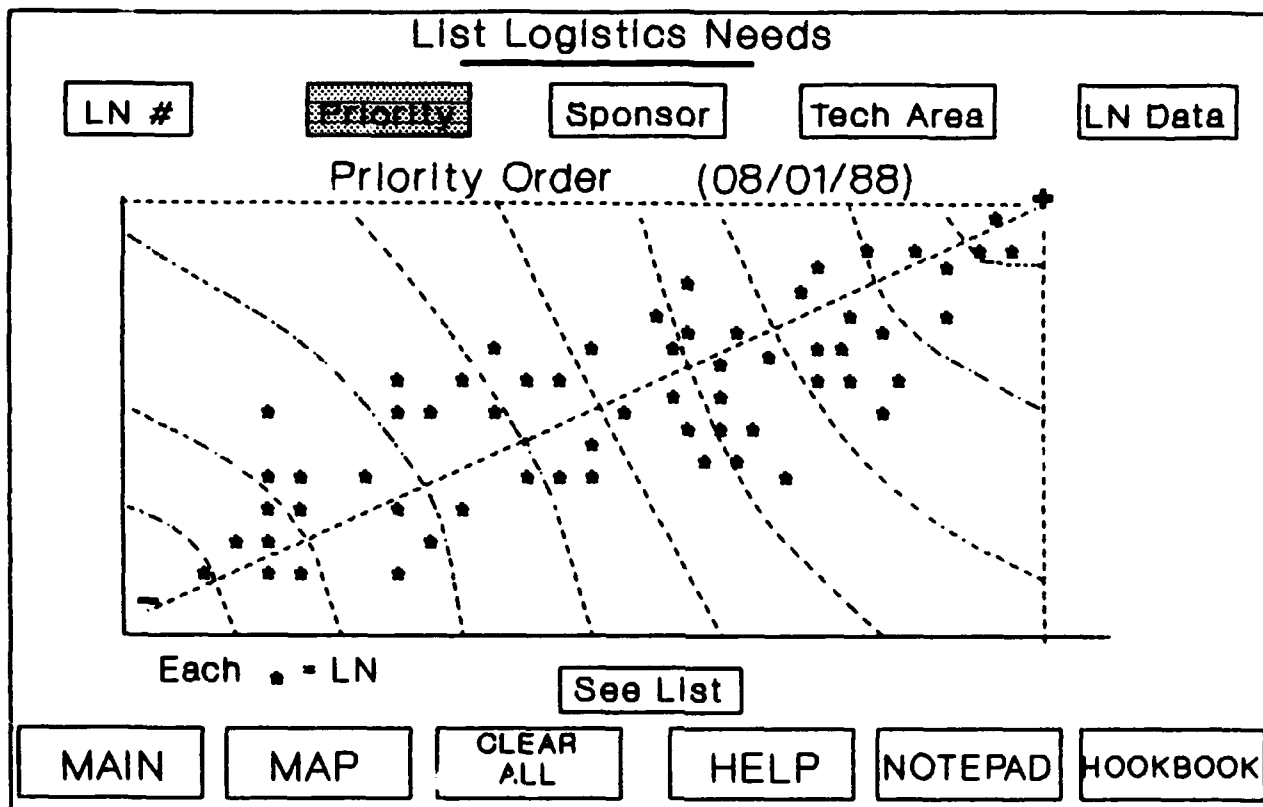 List Logistics Needs
LN # Priority Sponsor Tech Area LN Data
Priority Order (08/01/88)
+
-
Each * = LN
See List
MAIN MAP CLEAR ALL HELP NOTEPAD HOOKBOOK